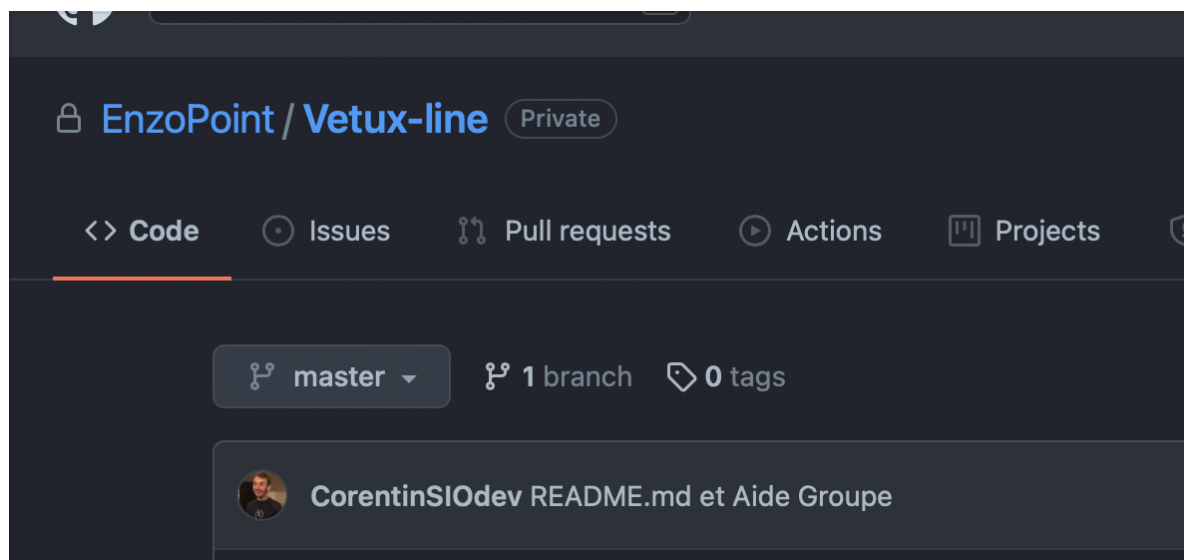 EnzoPoint / Vetux-line Private
Code Issues Pull requests Actions Projects
master 1 branch 0 tags
CorentinSIOdev README.md et Aide Groupe